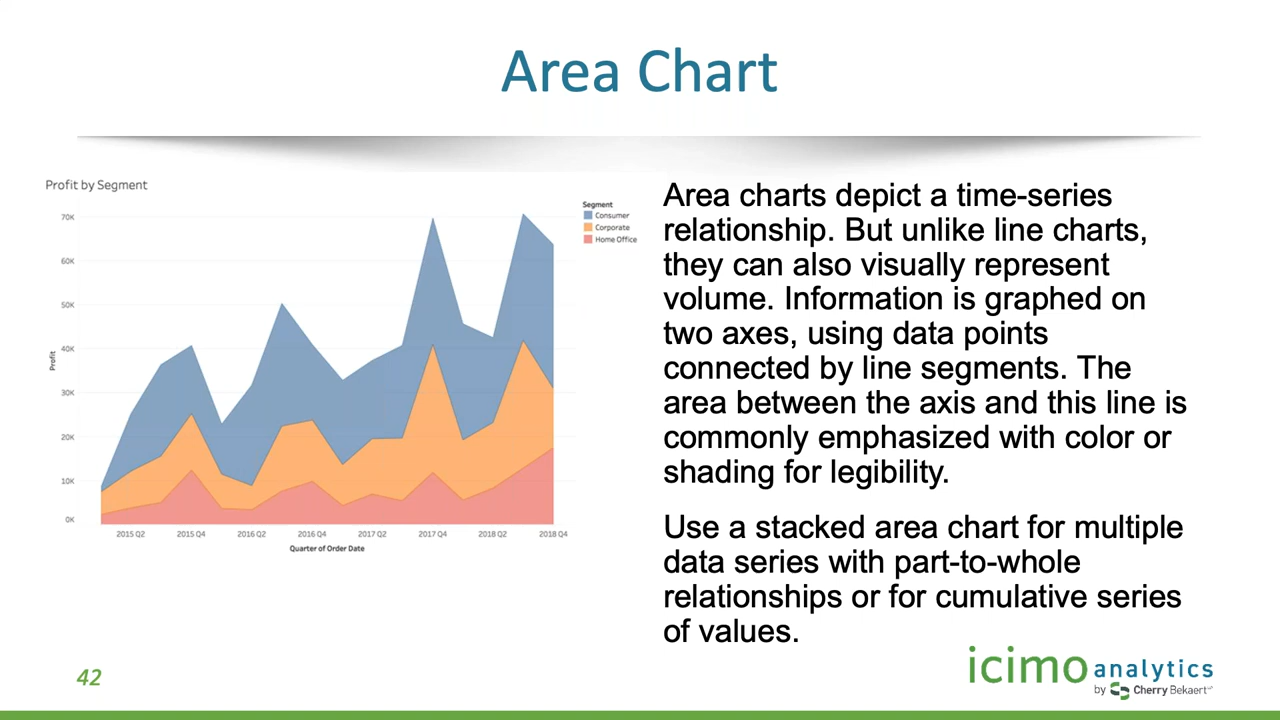 Area Chart
Profit by Segment
Segment
Consumer
Corporate
Home Office
70K
60K
50K
40K
30K
20K
10K
0K
Profit
2015 Q2 2015 Q4 2016 Q2 2016 Q4 2017 Q2 2017 Q4 2018 Q2 2018 Q4
Quarter of Order Date
Area charts depict a time-series
relationship. But unlike line charts,
they can also visually represent
volume. Information is graphed on
two axes, using data points
connected by line segments. The
area between the axis and this line is
commonly emphasized with color or
shading for legibility.
Use a stacked area chart for multiple
data series with part-to-whole
relationships or for cumulative series
of values.
42
icimo analytics
by Cherry Bekaert